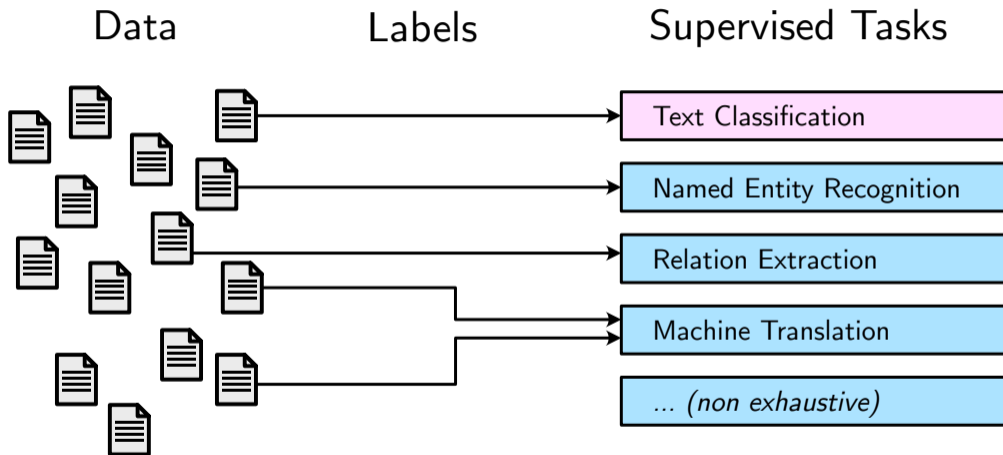 Data
Labels
Supervised Tasks
Text Classification
Named Entity Recognition
Relation Extraction
Machine Translation
... (non exhaustive)